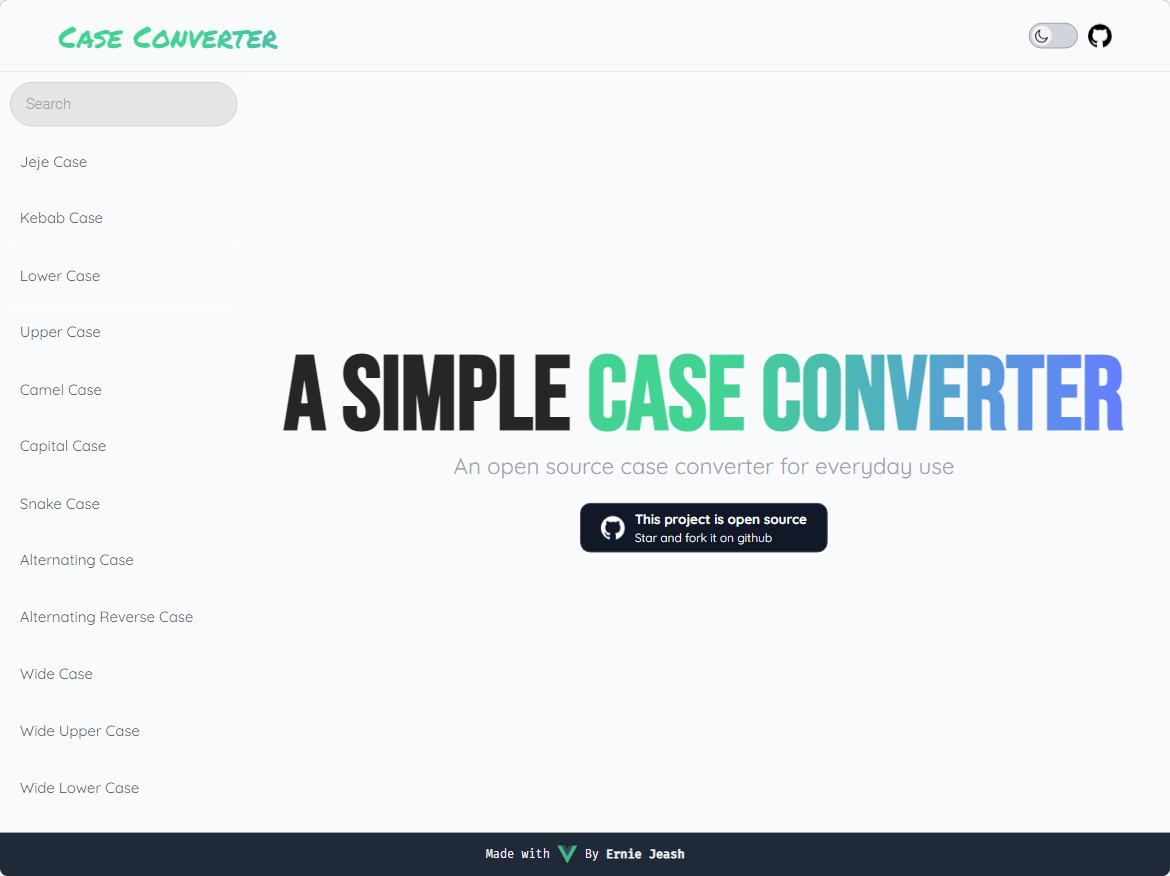 Case Converter
Search
Jeje Case
Kebab Case
Lower Case
Upper Case
Camel Case
Capital Case
Snake Case
Alternating Case
Alternating Reverse Case
Wide Case
Wide Upper Case
Wide Lower Case
A SIMPLE CASE CONVERTER
An open source case converter for everyday use
This project is open source
Star and fork it on github
Made with By Ernie Jeash